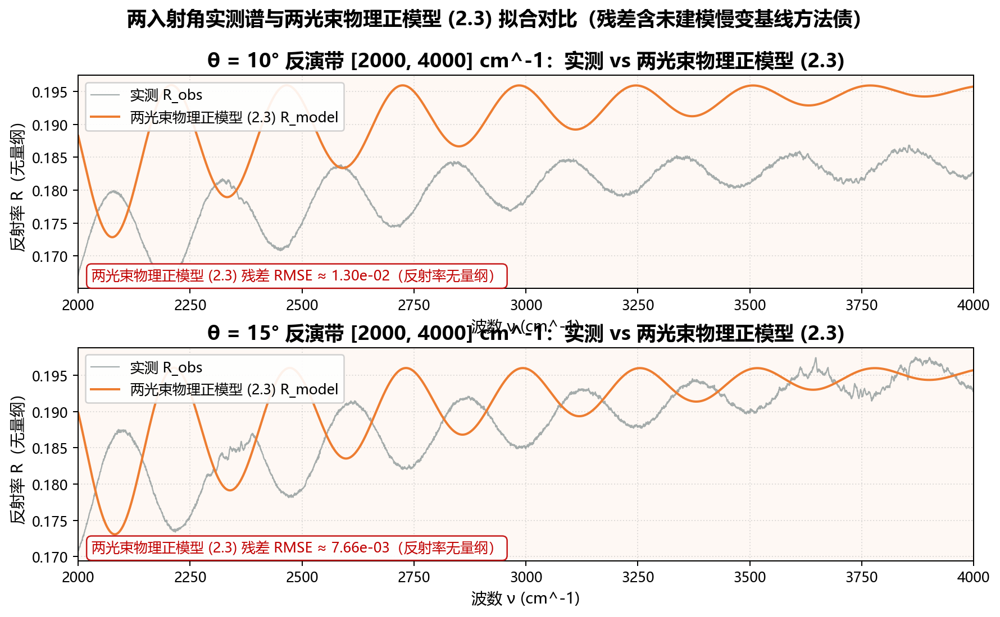 两入射角实测谱与两光束物理正模型 (2.3) 拟合对比（残差含未建模慢变基线方法债）
θ = 10° 反演带 [2000, 4000] cm^-1：实测 vs 两光束物理正模型 (2.3)
反射率 R（无量纲）
0.195
0.190
0.185
0.180
0.175
0.170
实测 R_obs
两光束物理正模型 (2.3) R_model
两光束物理正模型 (2.3) 残差 RMSE ≈ 1.30e-02（反射率无量纲）
2000 2250 2500 2750 3000 3250 3500 3750 4000
波数 ν (cm^-1)
θ = 15° 反演带 [2000, 4000] cm^-1：实测 vs 两光束物理正模型 (2.3)
反射率 R（无量纲）
0.195
0.190
0.185
0.180
0.175
0.170
实测 R_obs
两光束物理正模型 (2.3) R_model
两光束物理正模型 (2.3) 残差 RMSE ≈ 7.66e-03（反射率无量纲）
2000 2250 2500 2750 3000 3250 3500 3750 4000
波数 ν (cm^-1)